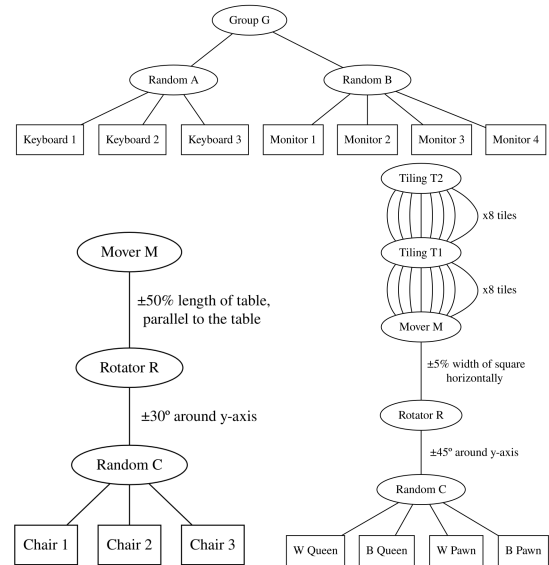 Group G
Random A
Random B
Keyboard 1
Keyboard 2
Keyboard 3
Monitor 1
Monitor 2
Monitor 3
Monitor 4
Mover M
±50% length of table,
parallel to the table
Rotator R
±30º around y-axis
Random C
Chair 1
Chair 2
Chair 3
Tiling T2
x8 tiles
Tiling T1
x8 tiles
Mover M
±5% width of square
horizontally
Rotator R
±45º around y-axis
Random C
W Queen
B Queen
W Pawn
B Pawn